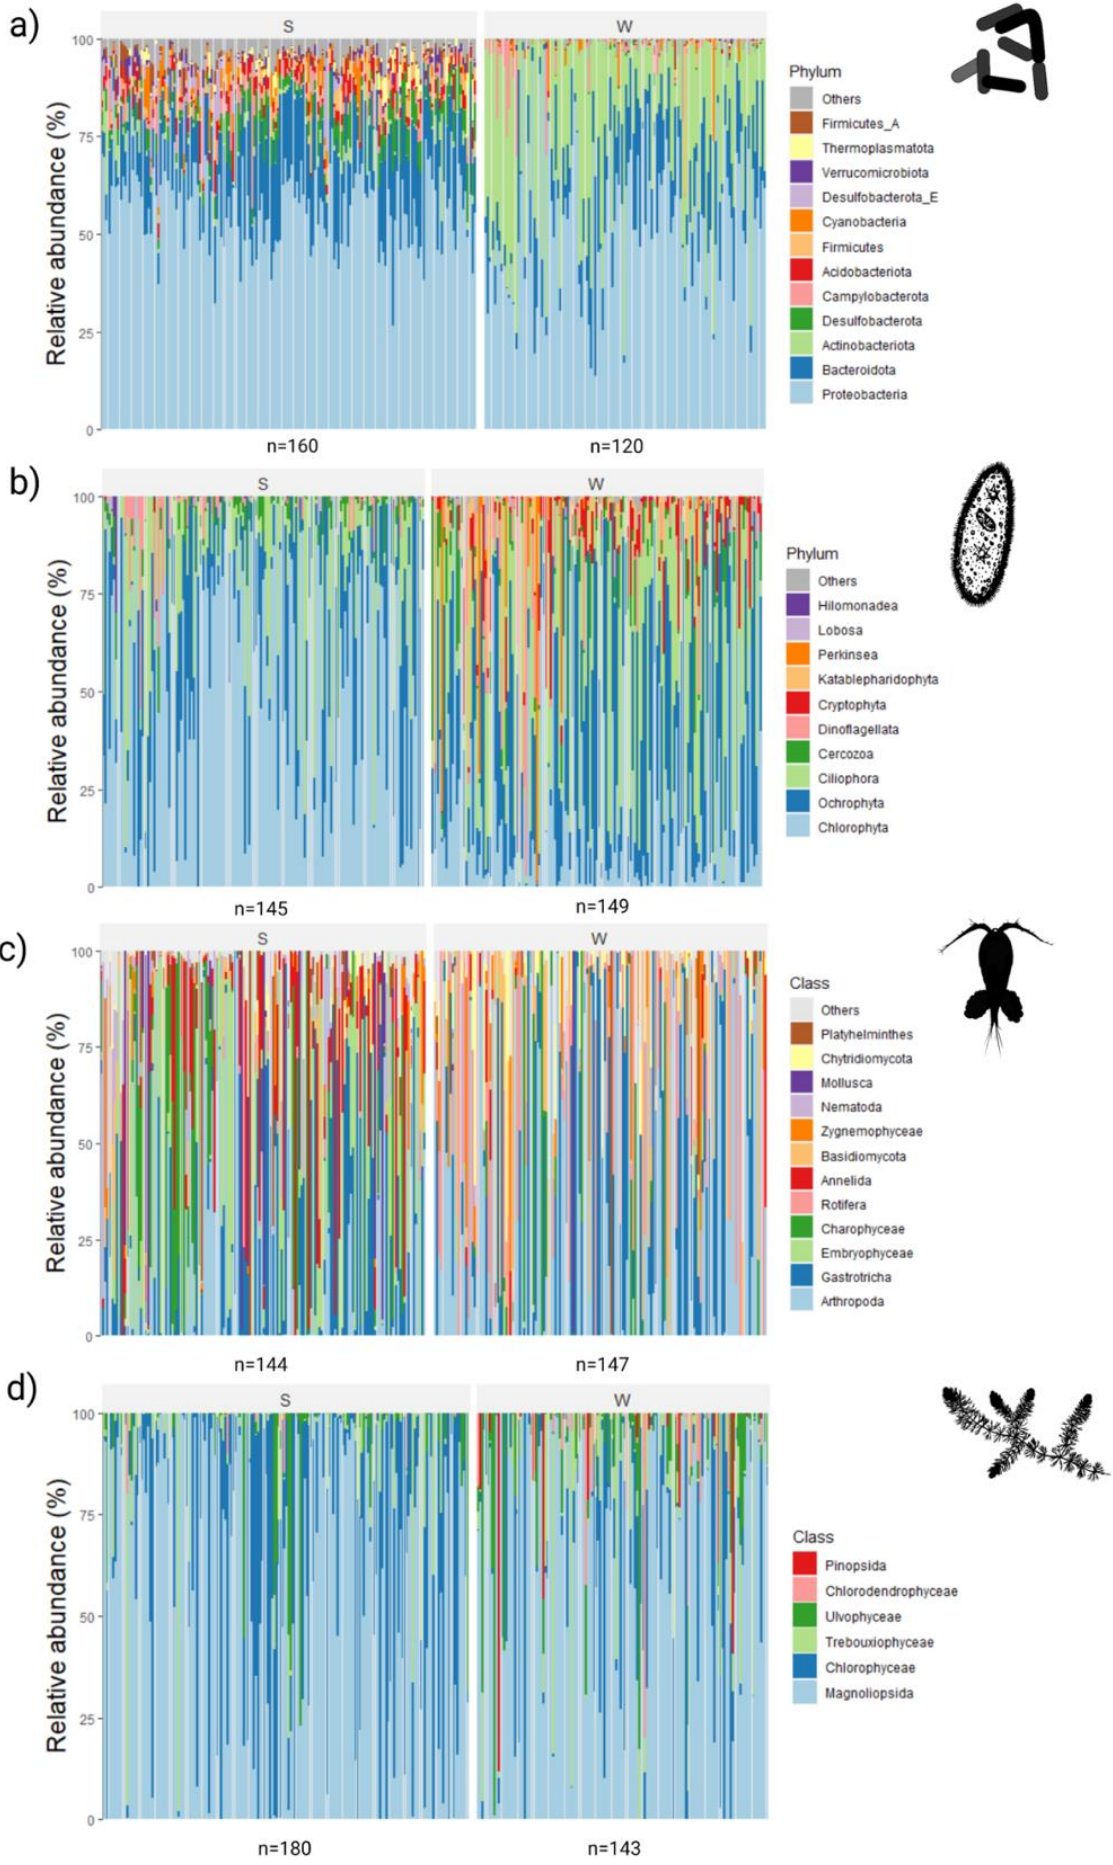 a)
S
W
Relative abundance (%)
100
75
50
25
0
n=160
n=120
Phylum
Others
Firmicutes_A
Thermoplasmatota
Verrucomicrobiota
Desulfobacterota_E
Cyanobacteria
Firmicutes
Acidobacteriota
Campylobacterota
Desulfobacterota
Actinobacteriota
Bacteroidota
Proteobacteria
b)
S
W
Relative abundance (%)
100
75
50
25
0
n=145
n=149
Phylum
Others
Hilomonadea
Lobosa
Perkinsea
Katablepharidophyta
Cryptophyta
Dinoflagellata
Cercozoa
Ciliophora
Ochrophyta
Chlorophyta
c)
S
W
Relative abundance (%)
100
75
50
25
0
n=144
n=147
Class
Others
Platyhelminthes
Chytridiomycota
Mollusca
Nematoda
Zygnemophyceae
Basidiomycota
Annelida
Rotifera
Charophyceae
Embryophyceae
Gastrotricha
Arthropoda
d)
S
W
Relative abundance (%)
100
75
50
25
0
n=180
n=143
Class
Pinopsida
Chlorodendrophyceae
Ulvophyceae
Trebouxiophyceae
Chlorophyceae
Magnoliopsida